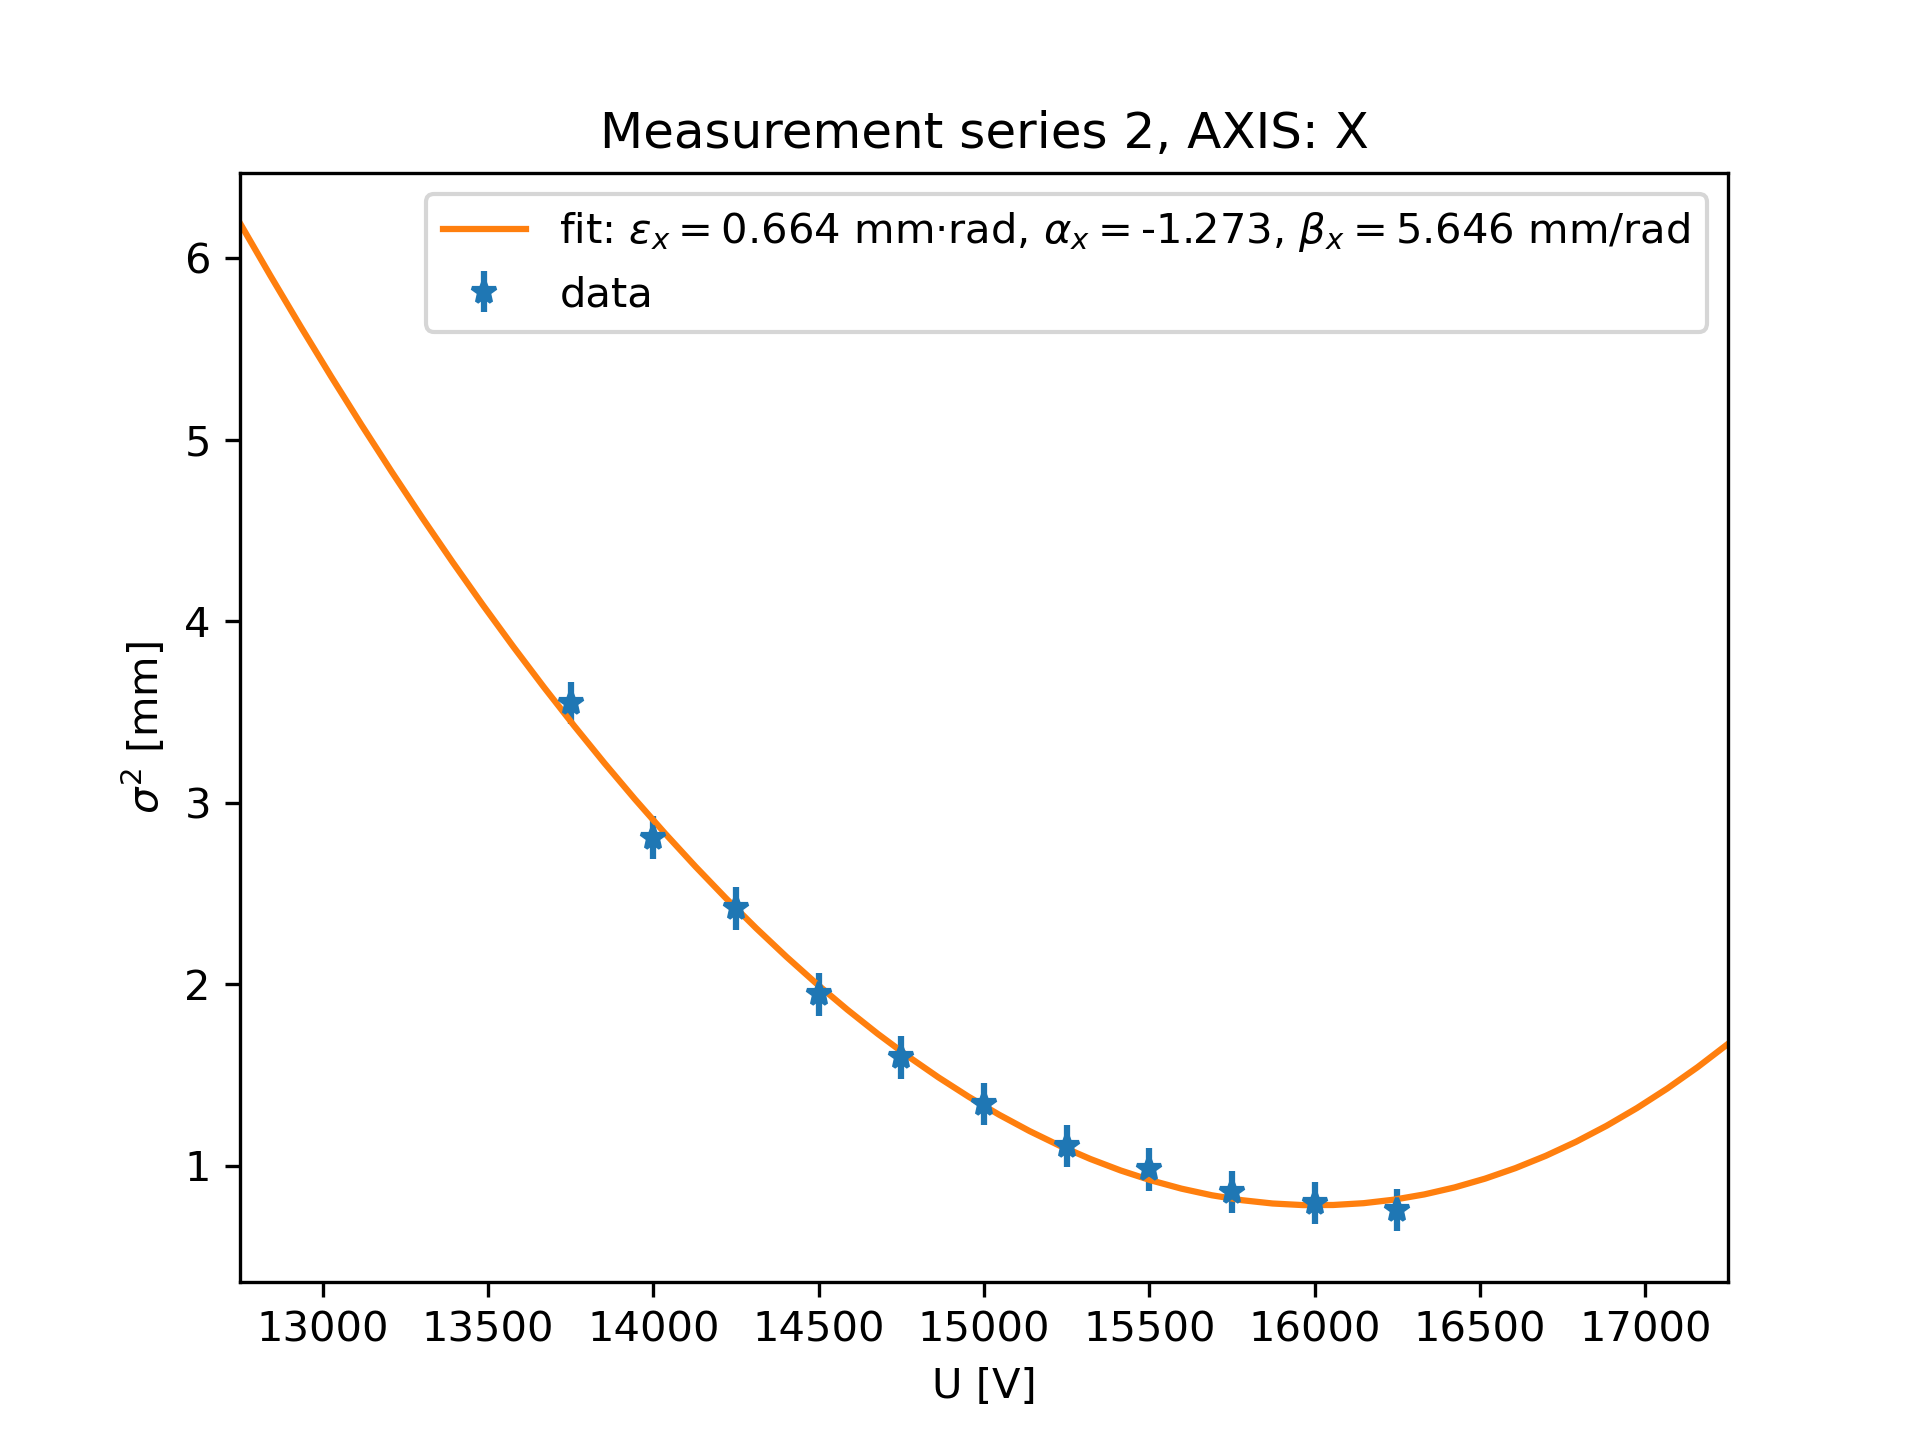 Measurement series 2, AXIS: X
fit: εₓ = 0.664 mm·rad, αₓ = -1.273, βₓ = 5.646 mm/rad
data
σ² [mm]
6
5
4
3
2
1
13000 13500 14000 14500 15000 15500 16000 16500 17000
U [V]